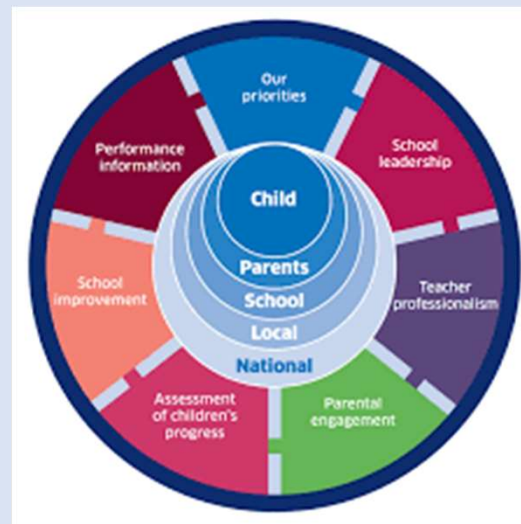 Our
priorities
School
leadership
Teacher
professionalism
Parental
engagement
Assessment
of children's
progress
School
improvement
Performance
information
Child
Parents
School
Local
National